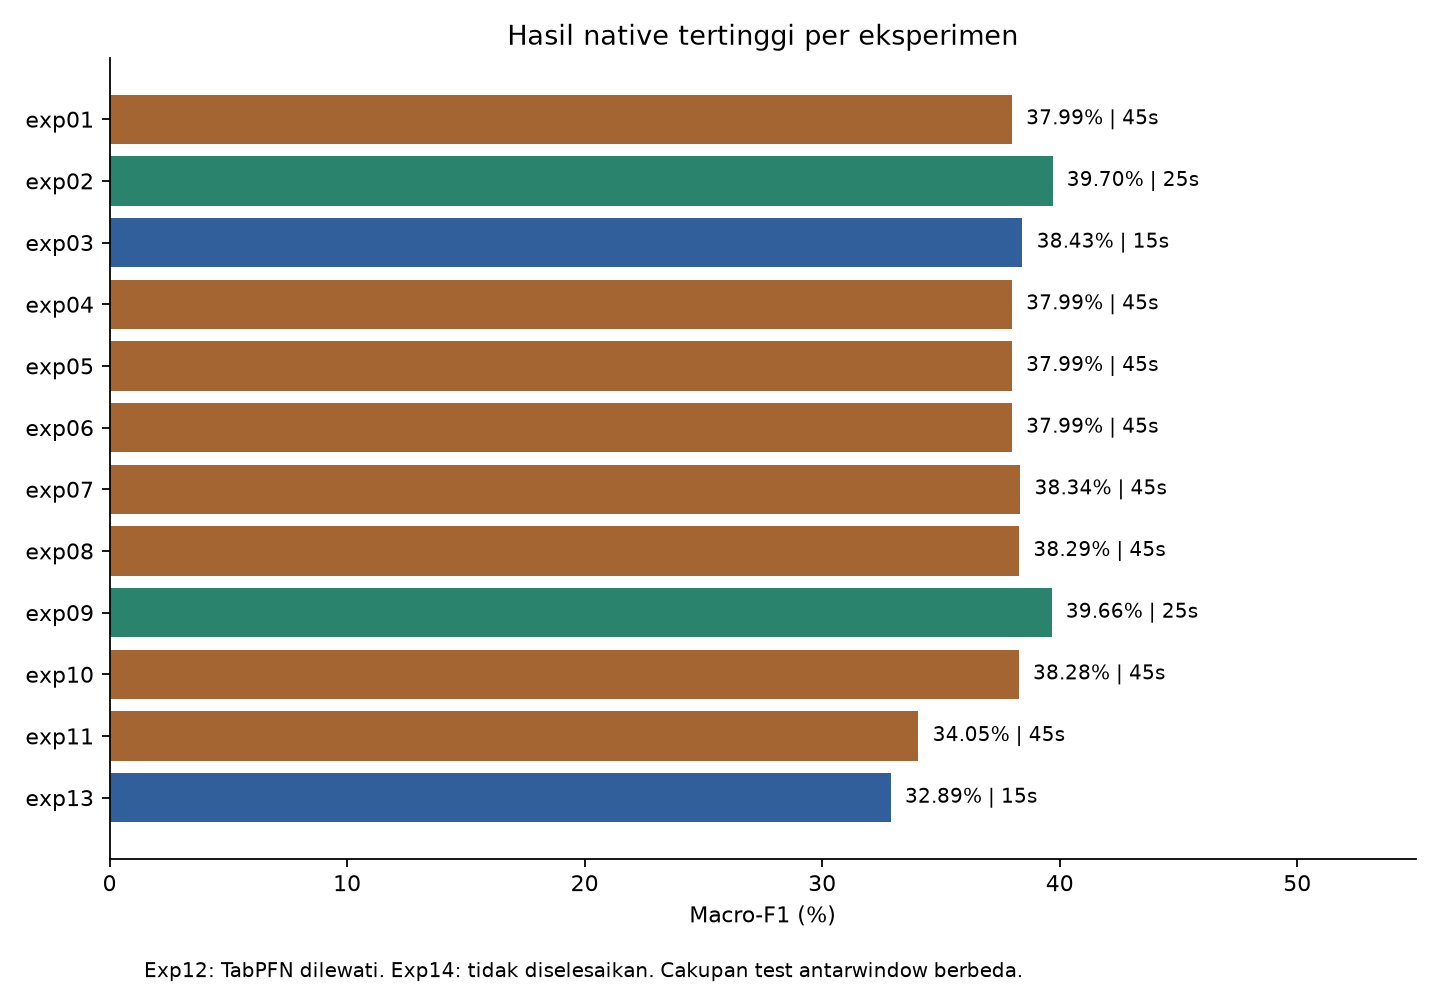 Hasil native tertinggi per eksperimen
exp01 37.99% | 45s
exp02 39.70% | 25s
exp03 38.43% | 15s
exp04 37.99% | 45s
exp05 37.99% | 45s
exp06 37.99% | 45s
exp07 38.34% | 45s
exp08 38.29% | 45s
exp09 39.66% | 25s
exp10 38.28% | 45s
exp11 34.05% | 45s
exp13 32.89% | 15s
0 10 20 30 40 50
Macro-F1 (%)
Exp12: TabPFN dilewati. Exp14: tidak diselesaikan. Cakupan test antarwindow berbeda.